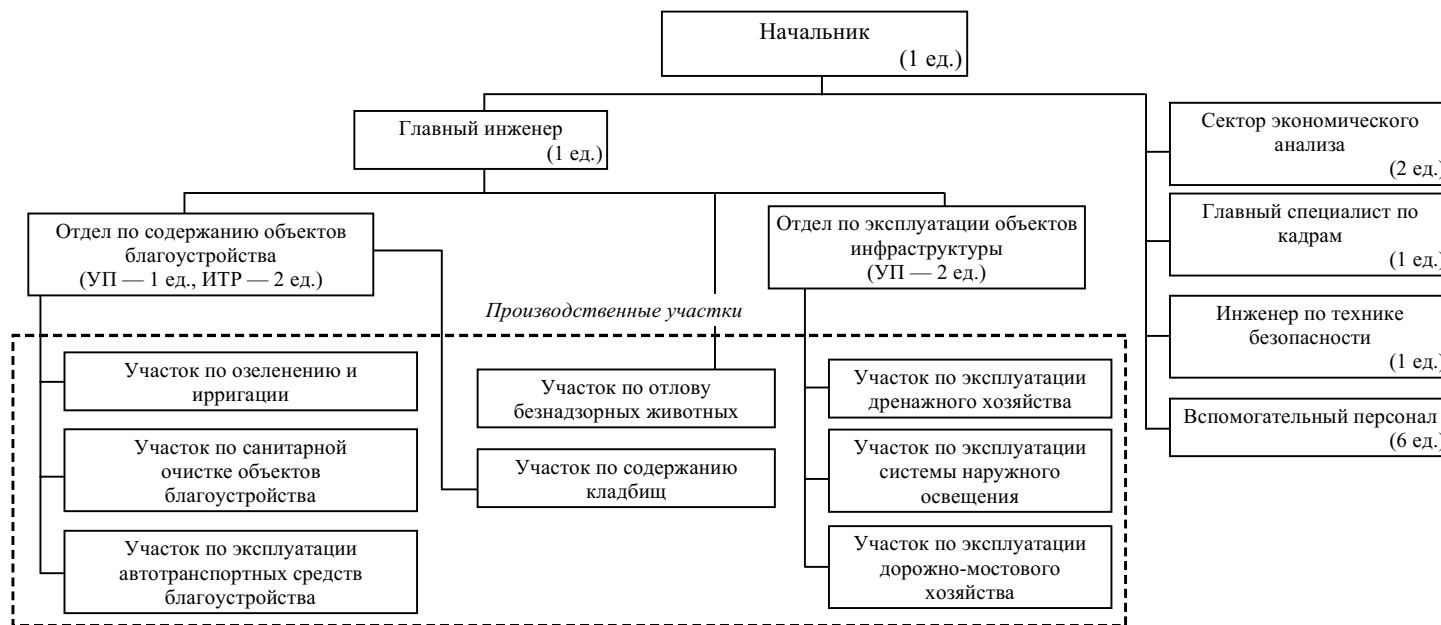 Начальник
(1 ед.)
Главный инженер
(1 ед.)
Сектор экономического
анализа
(2 ед.)
Главный специалист по
кадрам
(1 ед.)
Инженер по технике
безопасности
(1 ед.)
Вспомогательный персонал
(6 ед.)
Отдел по содержанию объектов
благоустройства
(УП — 1 ед., ИТР — 2 ед.)
Отдел по эксплуатации объектов
инфраструктуры
(УП — 2 ед.)
Производственные участки
Участок по озеленению и
ирригации
Участок по санитарной
очистке объектов
благоустройства
Участок по эксплуатации
автотранспортных средств
благоустройства
Участок по отлову
безнадзорных животных
Участок по содержанию
кладбищ
Участок по эксплуатации
дренажного хозяйства
Участок по эксплуатации
системы наружного
освещения
Участок по эксплуатации
дорожно-мостового
хозяйства